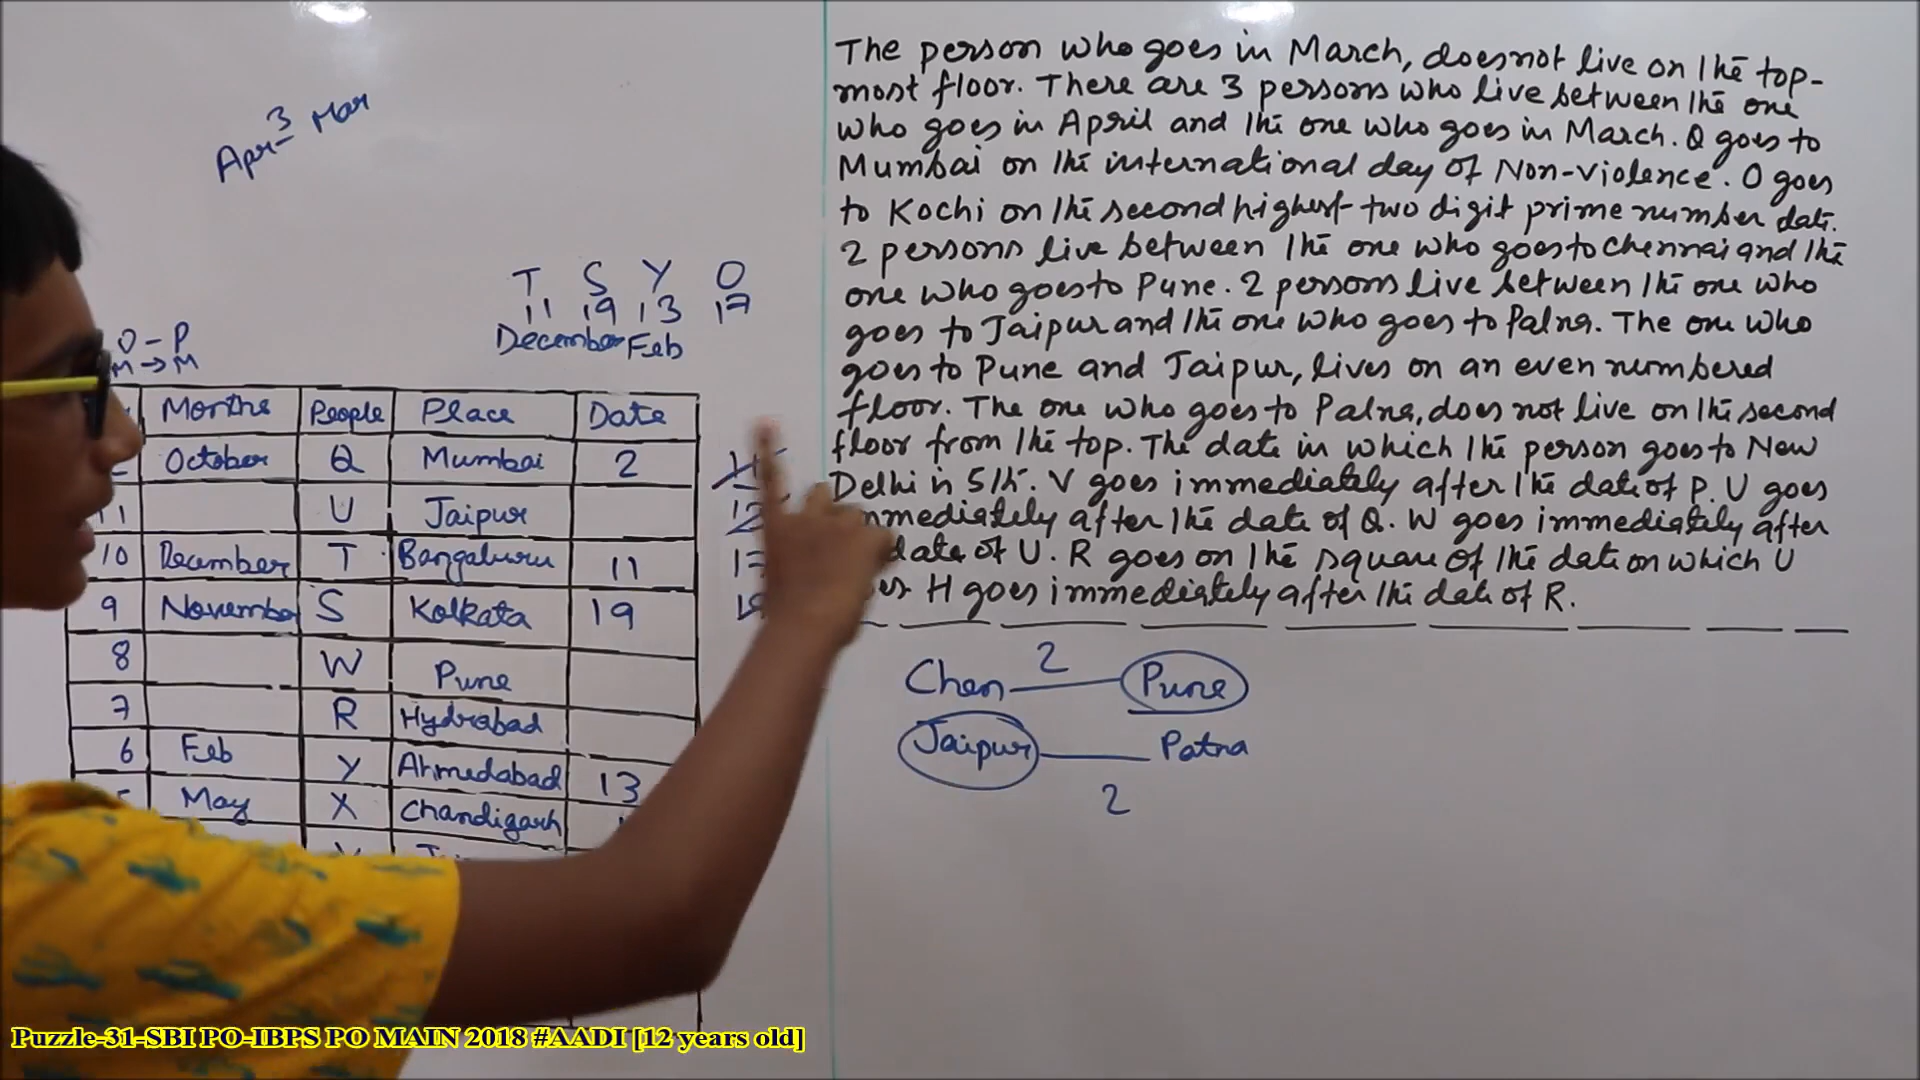 Apr - 3 Mar
T S Y O
11 19 13 17
December Feb
O - P
M → M
Months People Place Date
October Q Mumbai 2
11 U Jaipur
10 December T Bangaluru 11
9 November S Kolkata 19
8 W Pune
7 R Hydrabad
6 Feb Y Ahmedabad 13
May X Chandigarh
The person who goes in March, does not live on the top-
most floor. There are 3 persons who live between the one
who goes in April and the one who goes in March. Q goes to
Mumbai on the international day of Non-violence. O goes
to Kochi on the second highest two digit prime number date.
2 persons live between the one who goes to chennai and the
one who goes to Pune. 2 persons live between the one who
goes to Jaipur and the one who goes to Patna. The one who
goes to Pune and Jaipur, lives on an even numbered
floor. The one who goes to Patna, does not live on the second
floor from the top. The date in which the person goes to New
Delhi is 5th. V goes immediately after the date of P. U goes
immediately after the date of Q. W goes immediately after
date of U. R goes on the square of the date on which U
H goes immediately after the date of R.
Chen 2 Pune
Jaipur Patna
2
Puzzle-31-SBI PO-IBPS PO MAIN 2018 #AADI [12 years old]